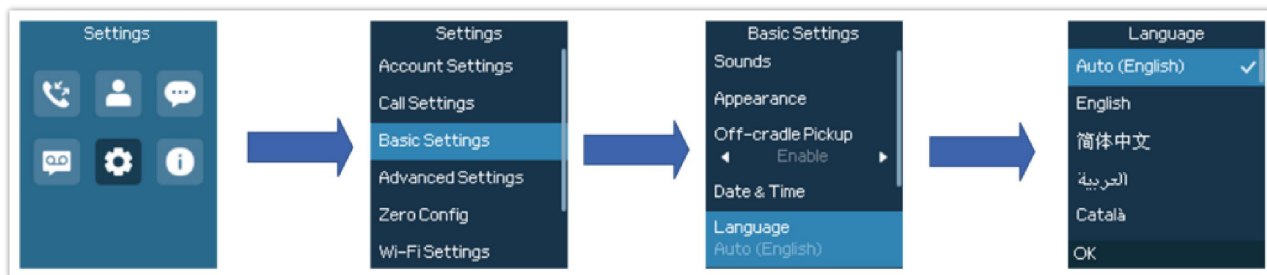 Settings
Settings
Account Settings
Call Settings
Basic Settings
Advanced Settings
Zero Config
Wi-Fi Settings
Basic Settings
Sounds
Appearance
Off-cradle Pickup
Enable
Date & Time
Language
Auto (English)
Language
Auto (English)
English
简体中文
العربية
Català
OK